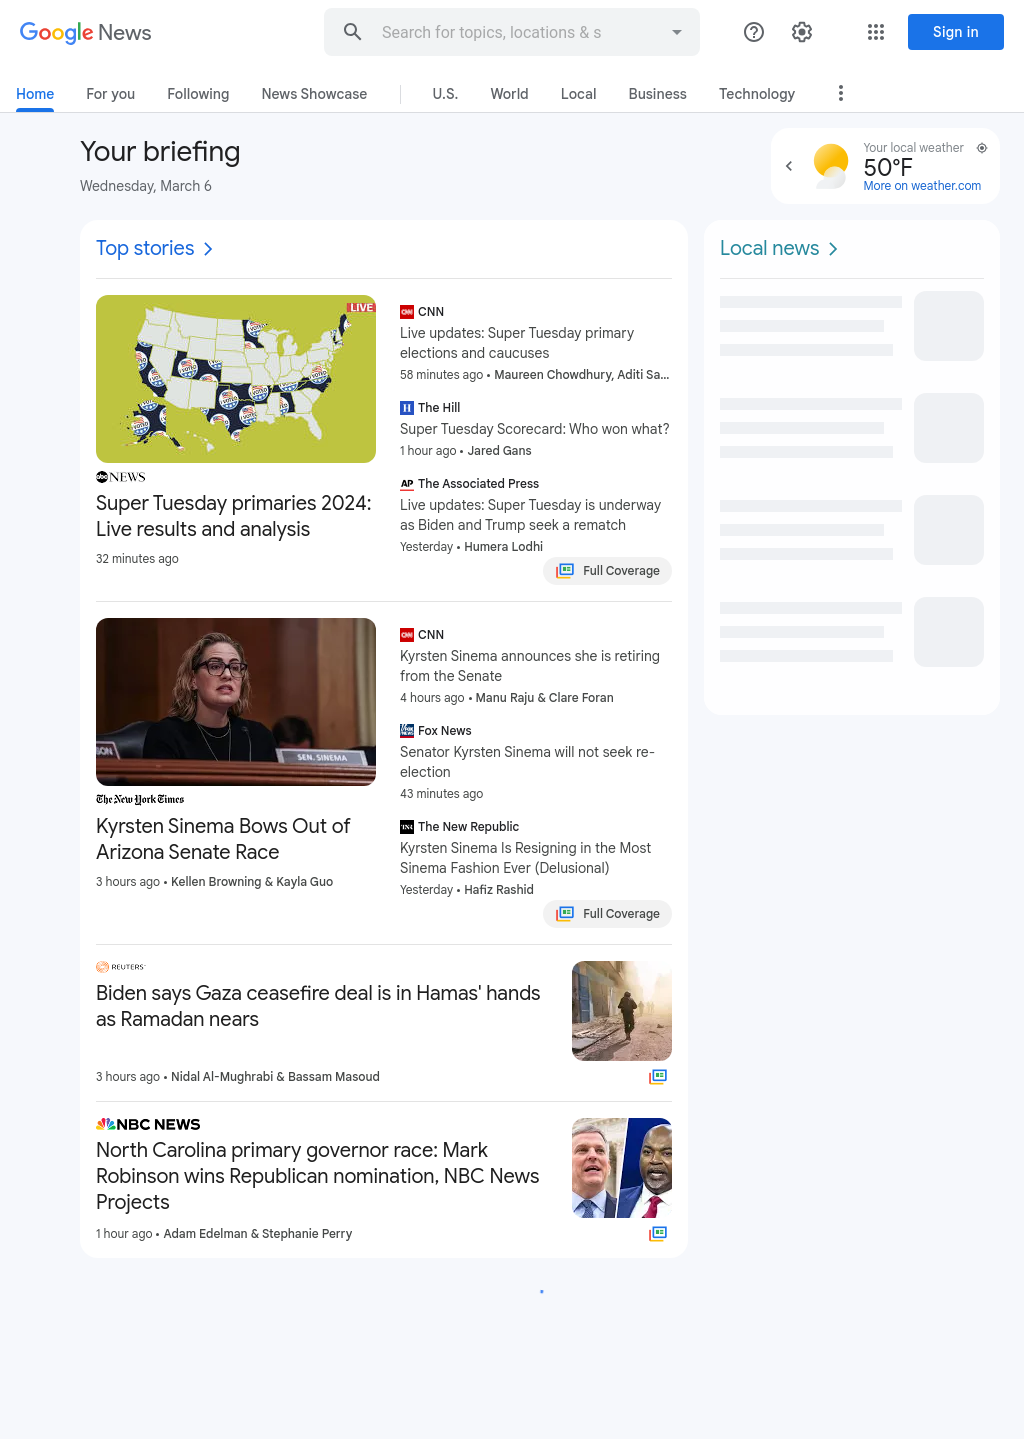 Google News
Search for topics, locations & s
Sign in
Home
For you
Following
News Showcase
U.S.
World
Local
Business
Technology
Your briefing
Wednesday, March 6
Your local weather
50°F
More on weather.com
Top stories
LIVE
abc NEWS
Super Tuesday primaries 2024:
Live results and analysis
32 minutes ago
CNN
Live updates: Super Tuesday primary
elections and caucuses
58 minutes ago • Maureen Chowdhury, Aditi Sa...
H The Hill
Super Tuesday Scorecard: Who won what?
1 hour ago • Jared Gans
AP The Associated Press
Live updates: Super Tuesday is underway
as Biden and Trump seek a rematch
Yesterday • Humera Lodhi
Full Coverage
SON
SEN. SINEMA
The New York Times
Kyrsten Sinema Bows Out of
Arizona Senate Race
3 hours ago • Kellen Browning & Kayla Guo
CNN
Kyrsten Sinema announces she is retiring
from the Senate
4 hours ago • Manu Raju & Clare Foran
Fox News
Senator Kyrsten Sinema will not seek re-
election
43 minutes ago
TNR The New Republic
Kyrsten Sinema Is Resigning in the Most
Sinema Fashion Ever (Delusional)
Yesterday • Hafiz Rashid
Full Coverage
REUTERS
Biden says Gaza ceasefire deal is in Hamas' hands
as Ramadan nears
3 hours ago • Nidal Al-Mughrabi & Bassam Masoud
NBC NEWS
North Carolina primary governor race: Mark
Robinson wins Republican nomination, NBC News
Projects
1 hour ago • Adam Edelman & Stephanie Perry
Local news